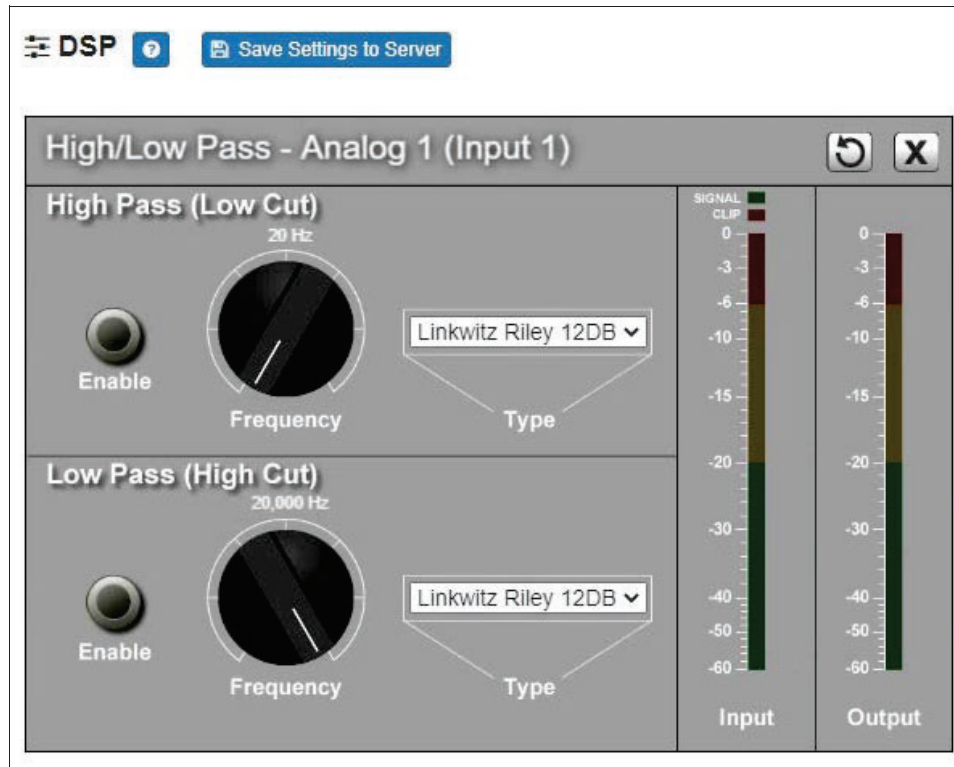 DSP ? Save Settings to Server
High/Low Pass - Analog 1 (Input 1) X
High Pass (Low Cut)
20 Hz
Enable
Frequency
Linkwitz Riley 12DB
Type
Low Pass (High Cut)
20,000 Hz
Enable
Frequency
Linkwitz Riley 12DB
Type
SIGNAL
CLIP
0
-3
-6
-10
-15
-20
-30
-40
-50
-60
Input
0
-3
-6
-10
-15
-20
-30
-40
-50
-60
Output